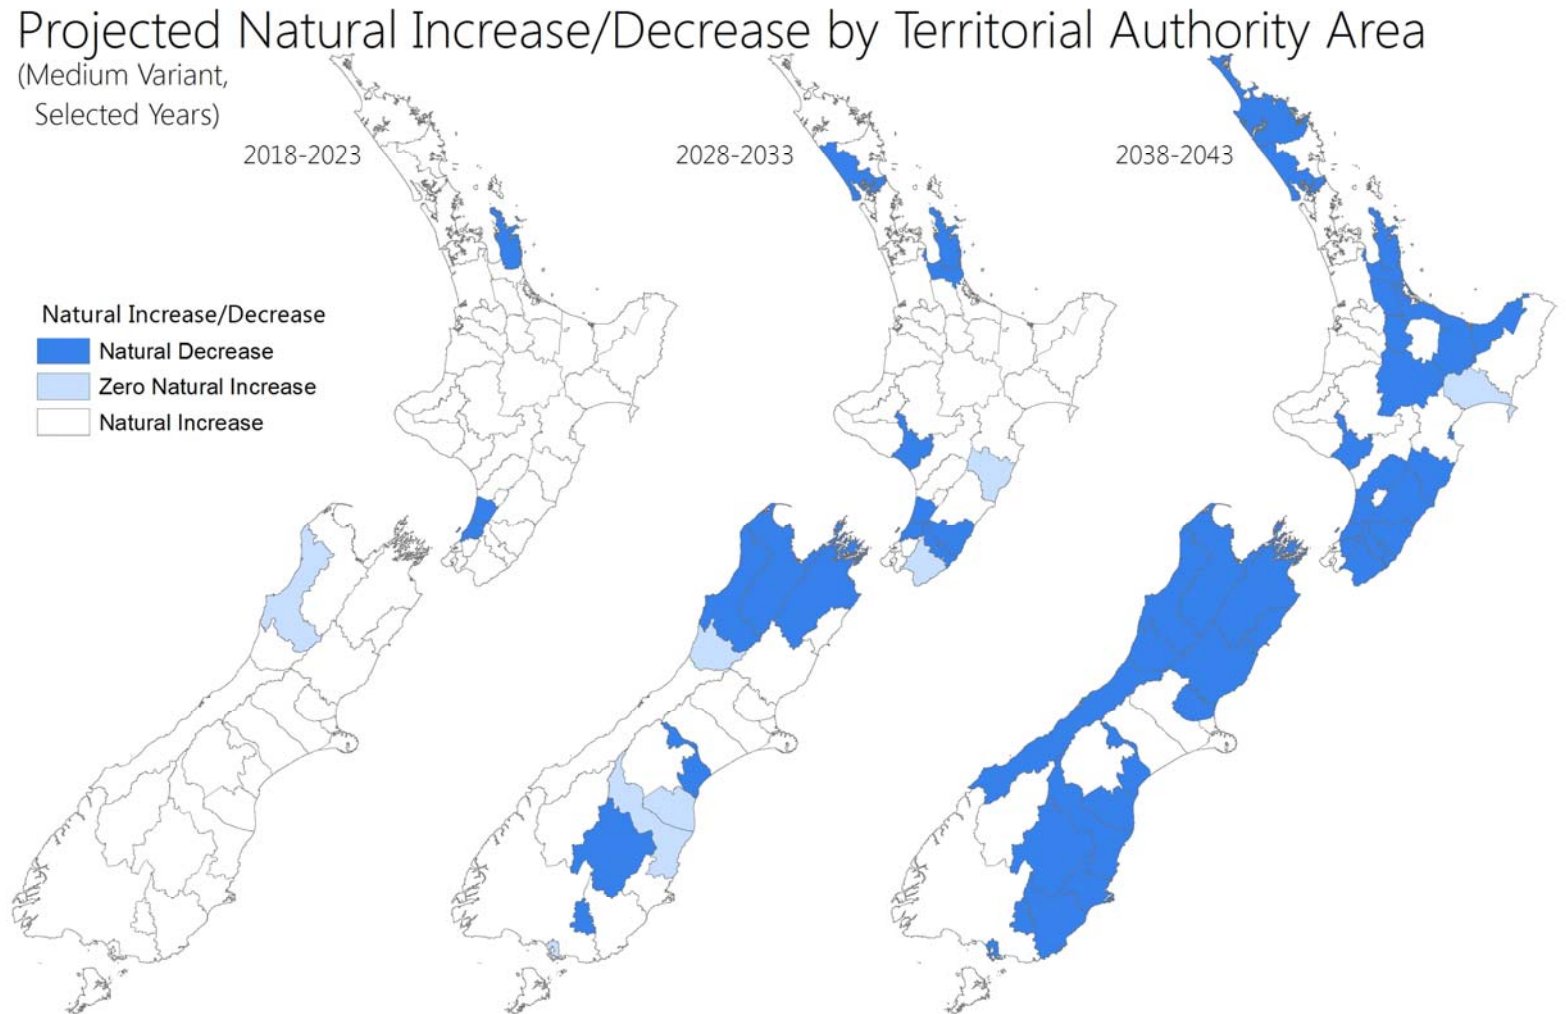 Projected Natural Increase/Decrease by Territorial Authority Area
(Medium Variant,
Selected Years)
2018-2023
2028-2033
2038-2043
Natural Increase/Decrease
Natural Decrease
Zero Natural Increase
Natural Increase